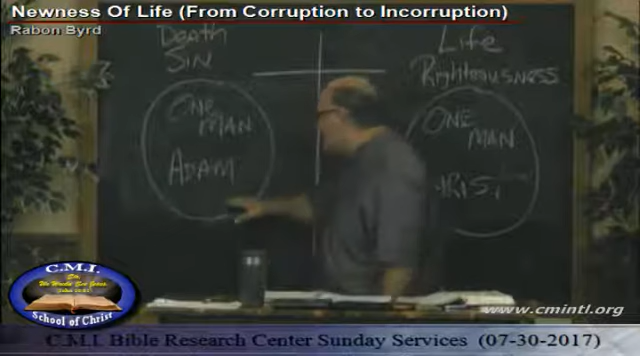 Newness Of Life (From Corruption to Incorruption)
Rabon Byrd
Death
Sin
Life
Righteousness
One
Man
Adam
One
Man
C.M.I.
School of Christ
www.cmintl.org
C.M.I. Bible Research Center Sunday Services (07-30-2017)